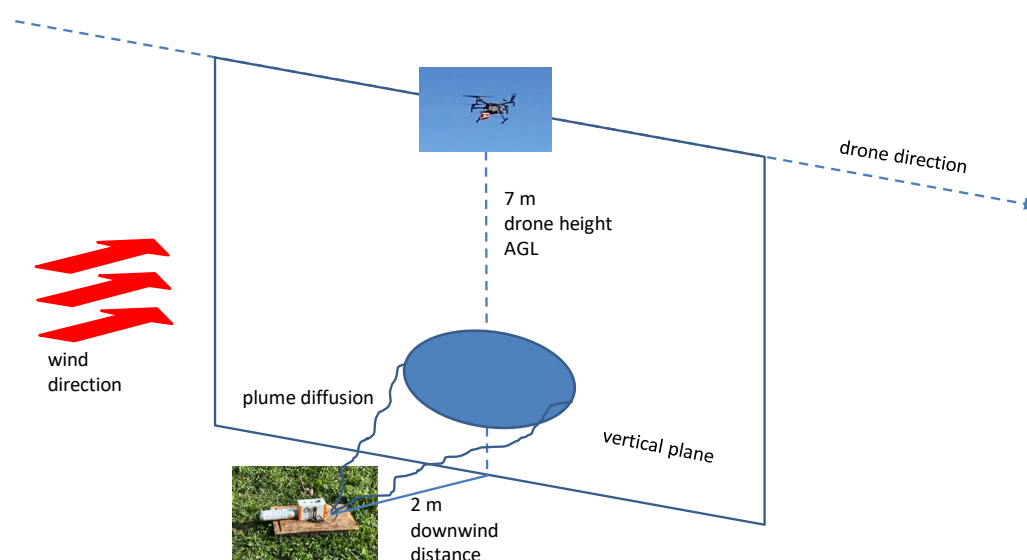 drone direction
7 m
drone height
AGL
wind
direction
plume diffusion
vertical plane
2 m
downwind
distance